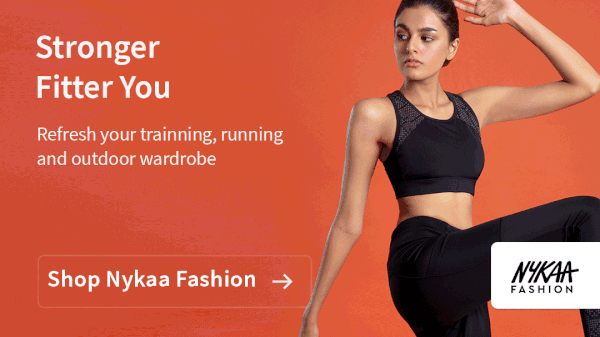 Stronger
Fitter You
Refresh your trainning, running
and outdoor wardrobe
Shop Nykaa Fashion →
NYKAA
FASHION